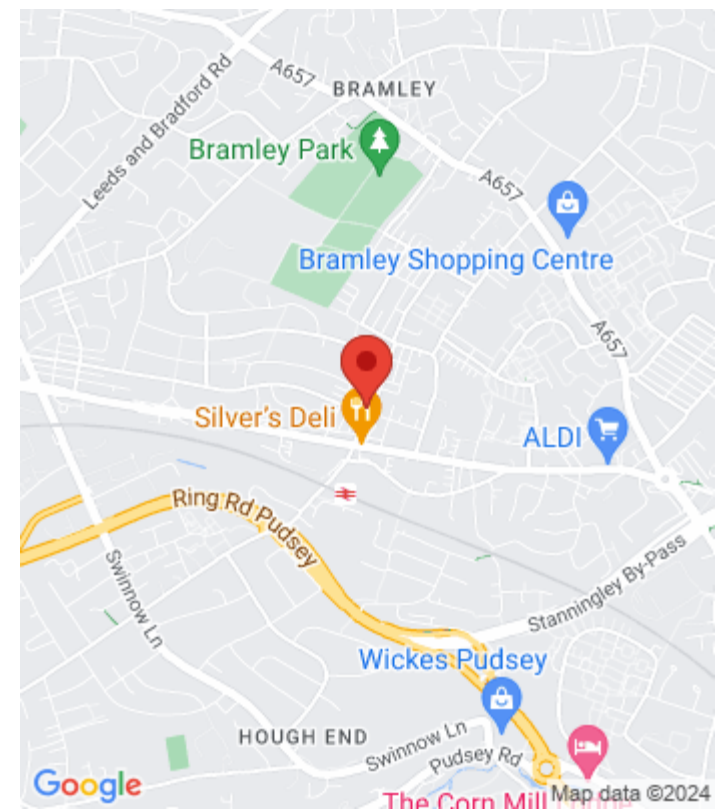 A657
BRAMLEY
Leeds and Bradford Rd
Bramley Park
A657
Bramley Shopping Centre
A657
Silver's Deli
ALDI
Ring Rd Pudsey
Swinnow Ln
Stanningley By-Pass
Wickes Pudsey
HOUGH END
Swinnow Ln
Pudsey Rd
Google
Map data ©2024
The Corn Mill